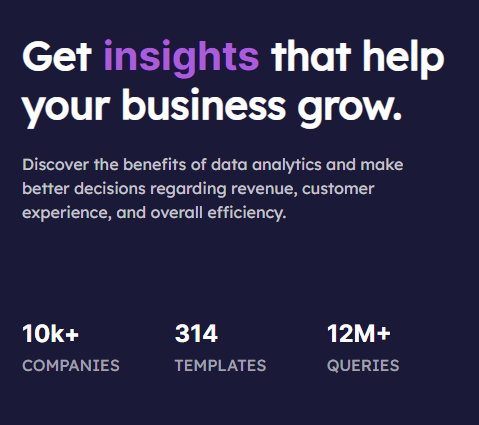 Get insights that help
your business grow.
Discover the benefits of data analytics and make
better decisions regarding revenue, customer
experience, and overall efficiency.
10k+ 314 12M+
COMPANIES TEMPLATES QUERIES